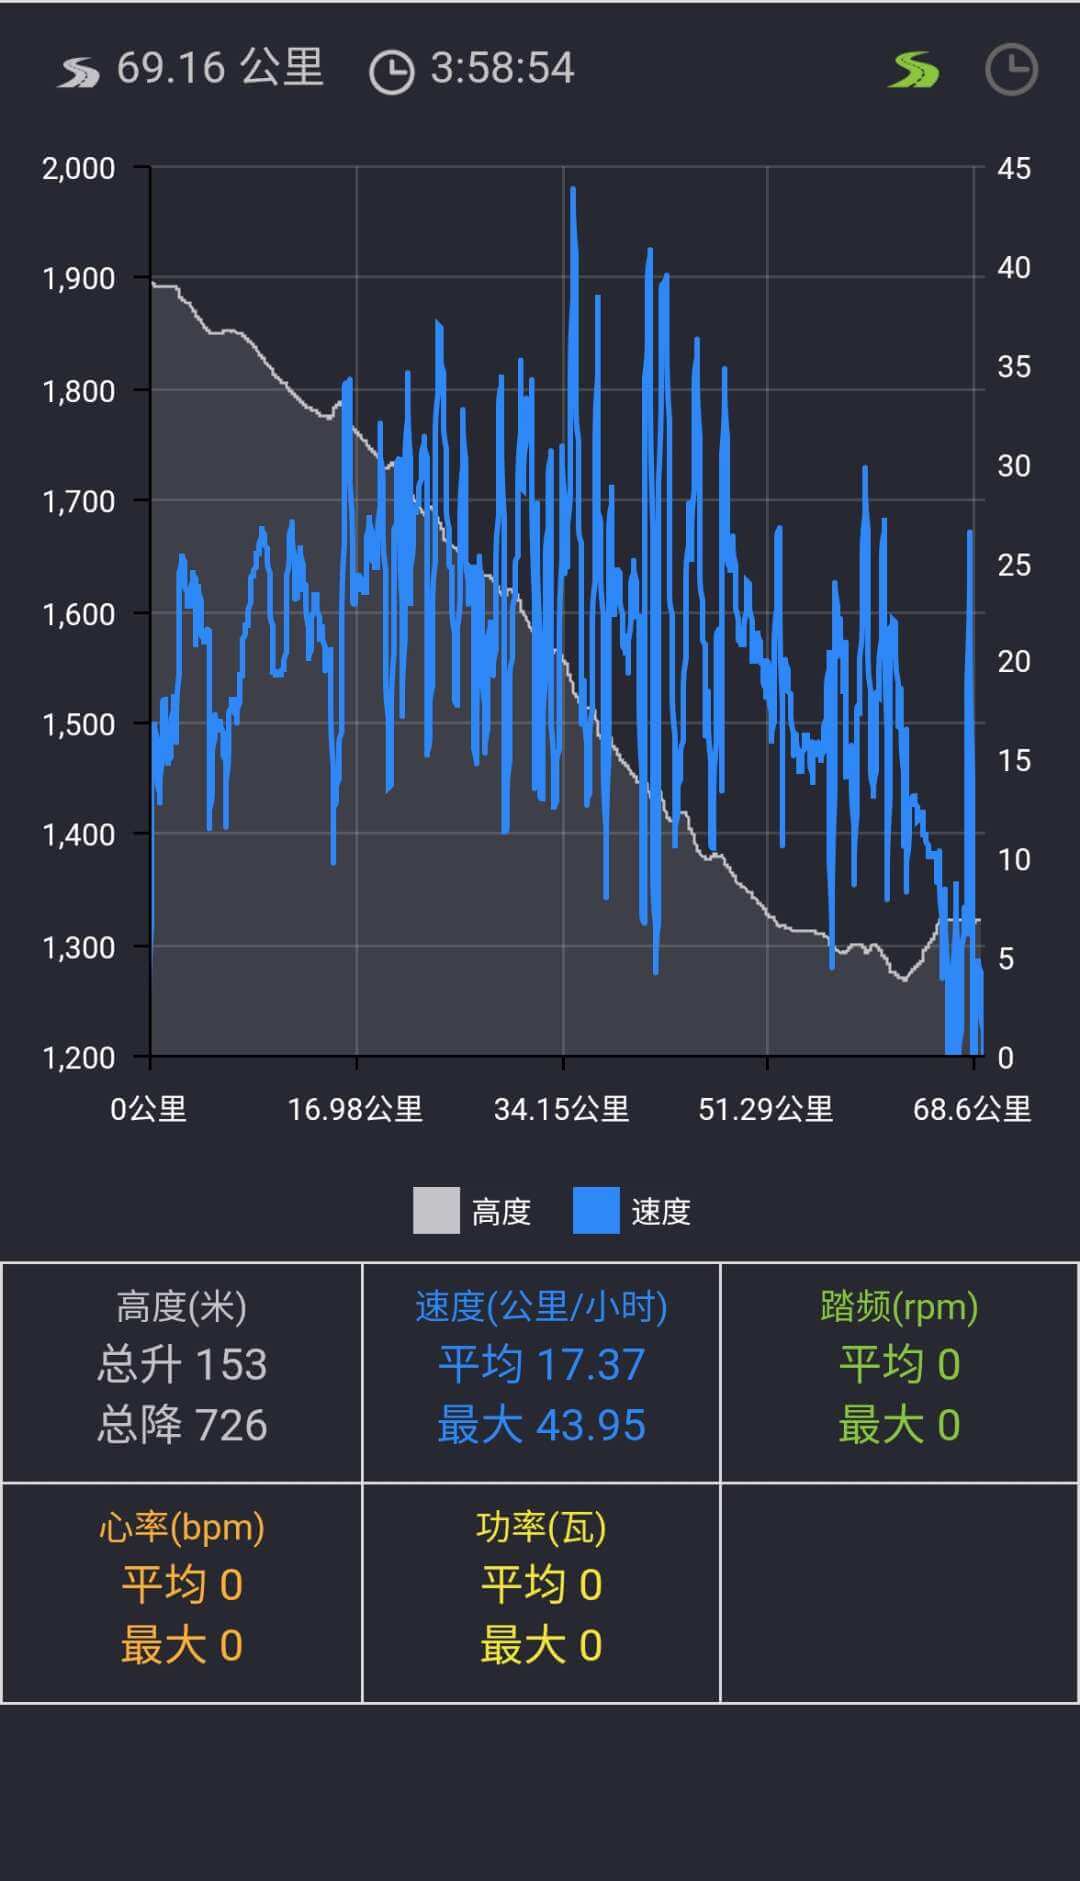 69.16 公里 3:58:54
2,000 45
1,900 40
1,800 35
1,700 30
1,600 25
1,500 20
1,400 15
1,300 10
1,200 5
0
0公里 16.98公里 34.15公里 51.29公里 68.6公里
高度 速度
高度(米) 速度(公里/小时) 踏频(rpm)
总升 153 平均 17.37 平均 0
总降 726 最大 43.95 最大 0
心率(bpm) 功率(瓦)
平均 0 平均 0
最大 0 最大 0